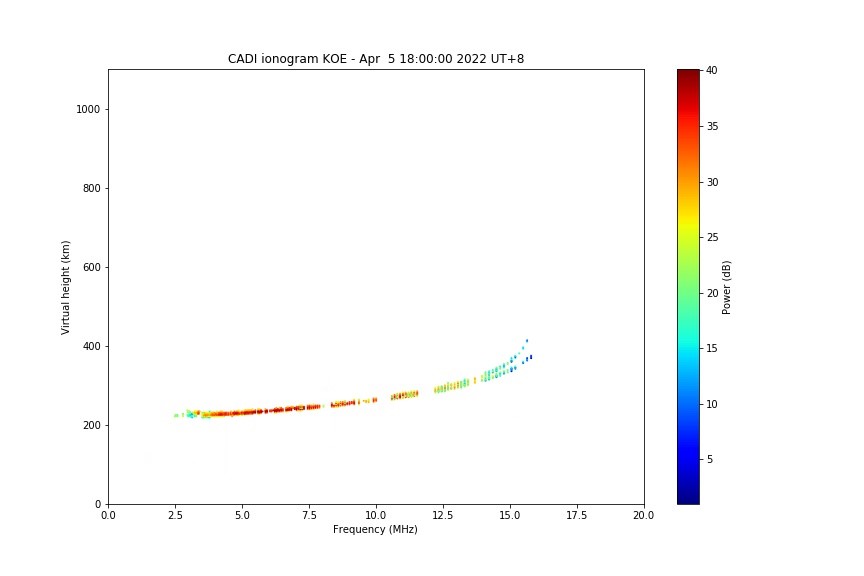 CADI ionogram KOE - Apr  5 18:00:00 2022 UT+8
Virtual height (km)
1000
800
600
400
200
0
0.0 2.5 5.0 7.5 10.0 12.5 15.0 17.5 20.0
Frequency (MHz)
40
35
30
25
20
15
10
5
Power (dB)